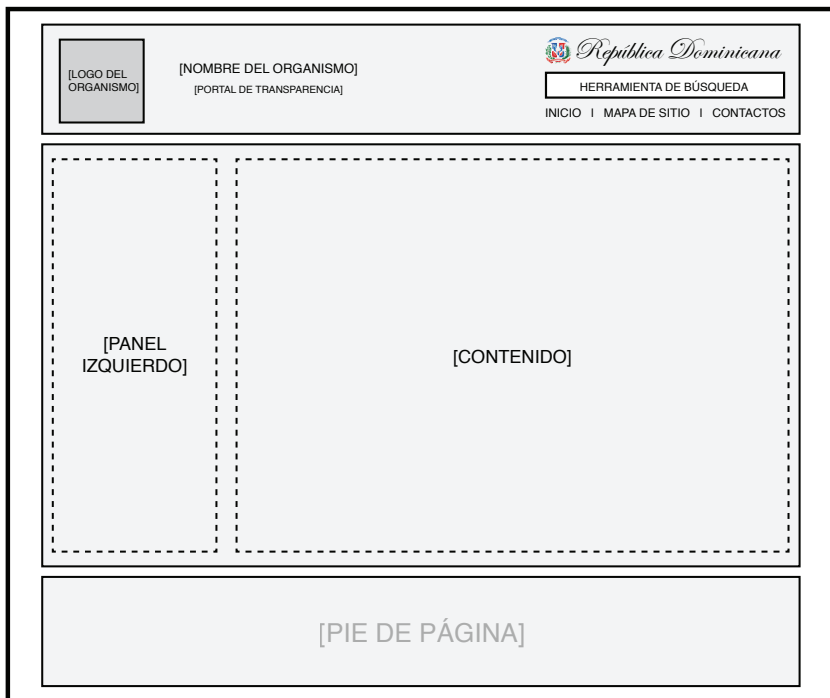 [LOGO DEL
ORGANISMO]
[NOMBRE DEL ORGANISMO]
[PORTAL DE TRANSPARENCIA]
República Dominicana
HERRAMIENTA DE BÚSQUEDA
INICIO I MAPA DE SITIO I CONTACTOS
[PANEL
IZQUIERDO]
[CONTENIDO]
[PIE DE PÁGINA]